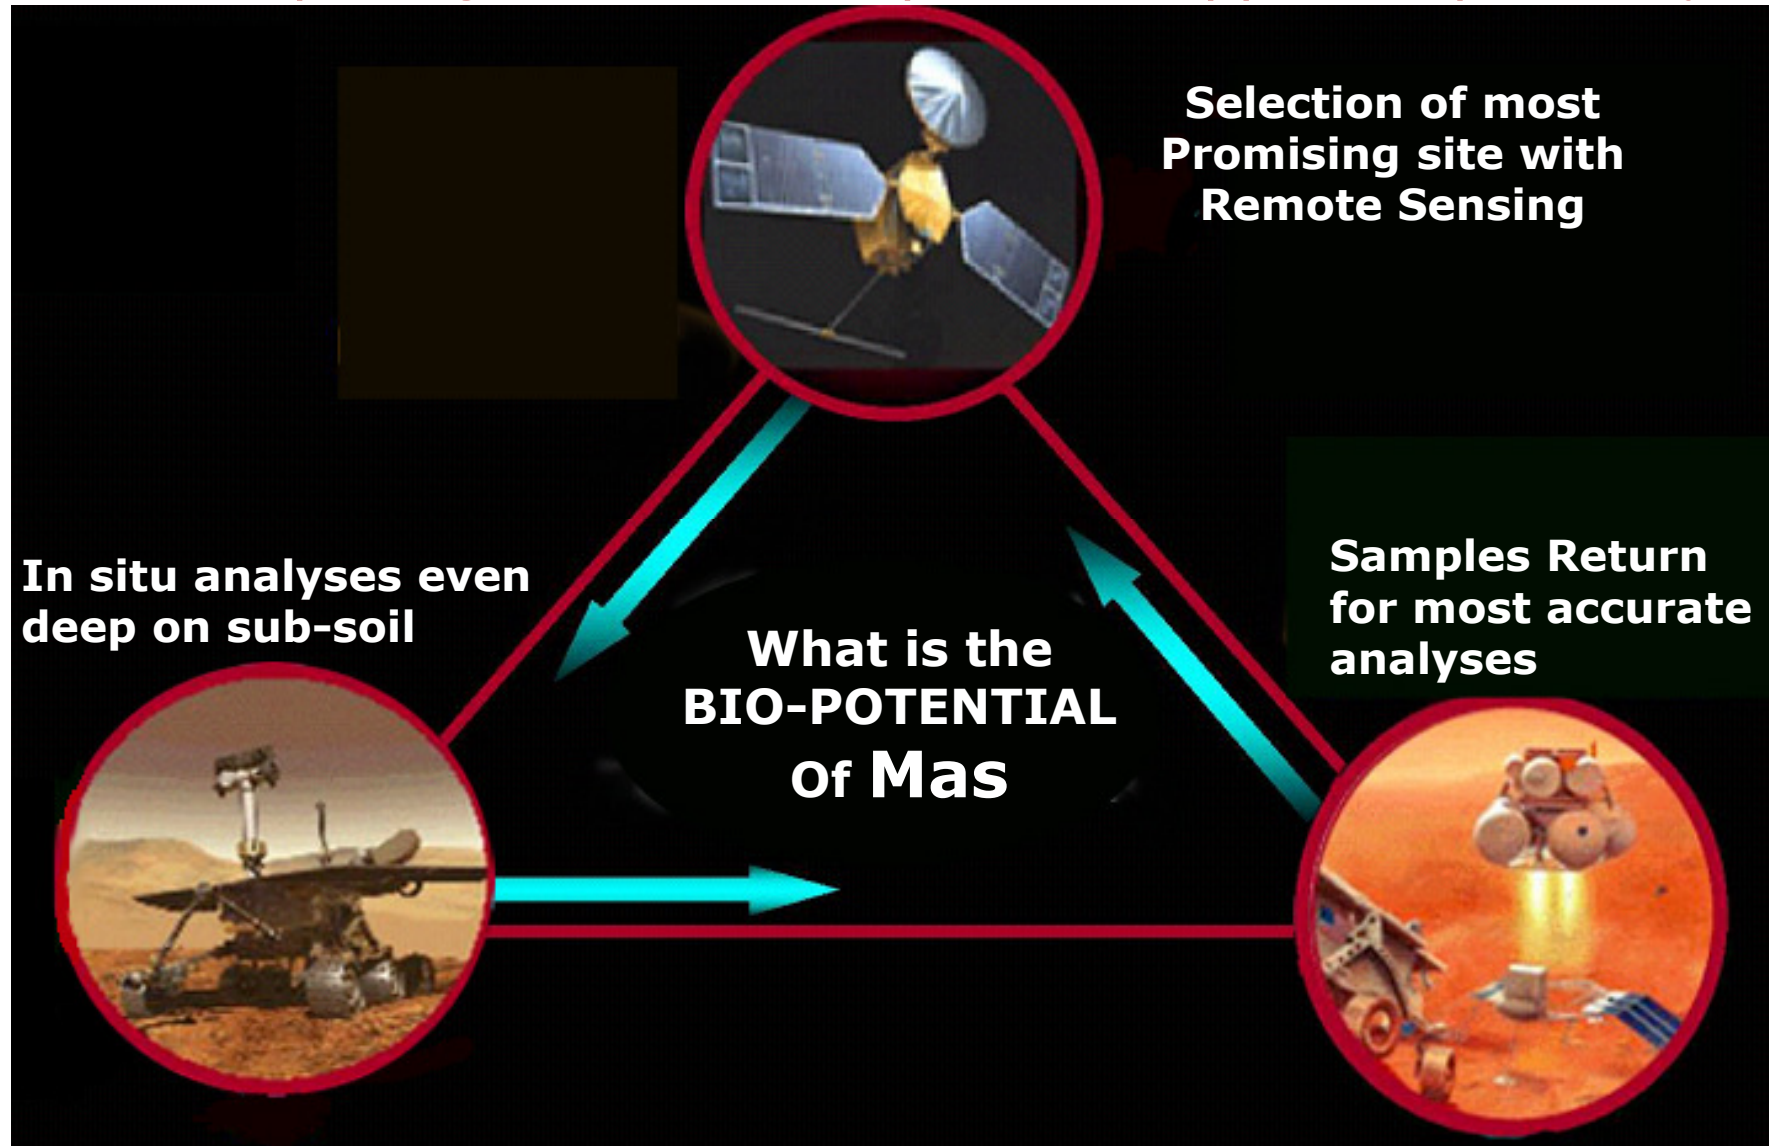 Selection of most
Promising site with
Remote Sensing
In situ analyses even
deep on sub-soil
Samples Return
for most accurate
analyses
What is the
BIO-POTENTIAL
Of Mas